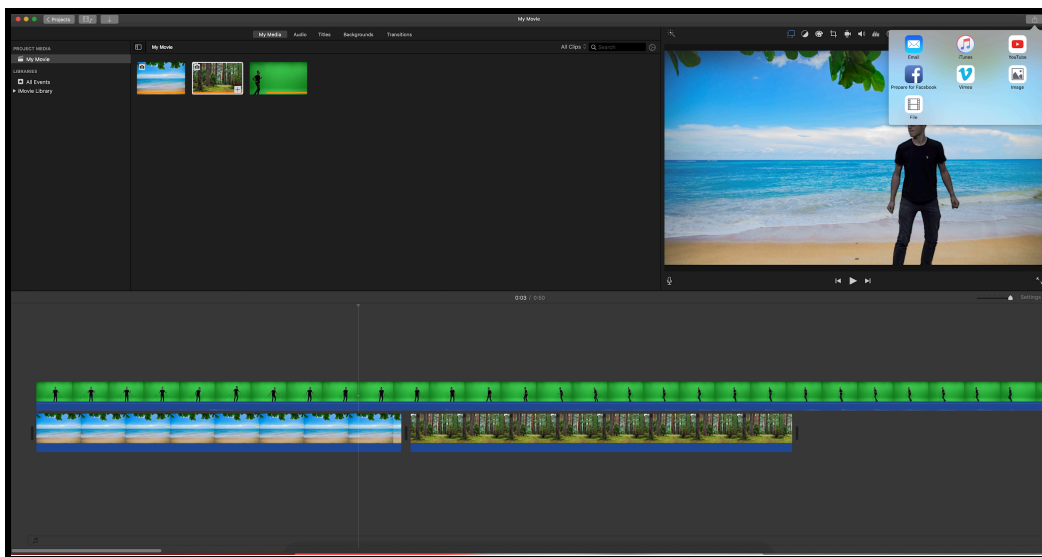 My Movie
Projects
My Media Audio Titles Backgrounds Transitions
PROJECT MEDIA
My Movie
LIBRARIES
All Events
iMovie Library
My Movie
All Clips Search
Email iTunes YouTube
Prepare for Facebook Vimeo Image
File
0:03 / 0:50
Settings